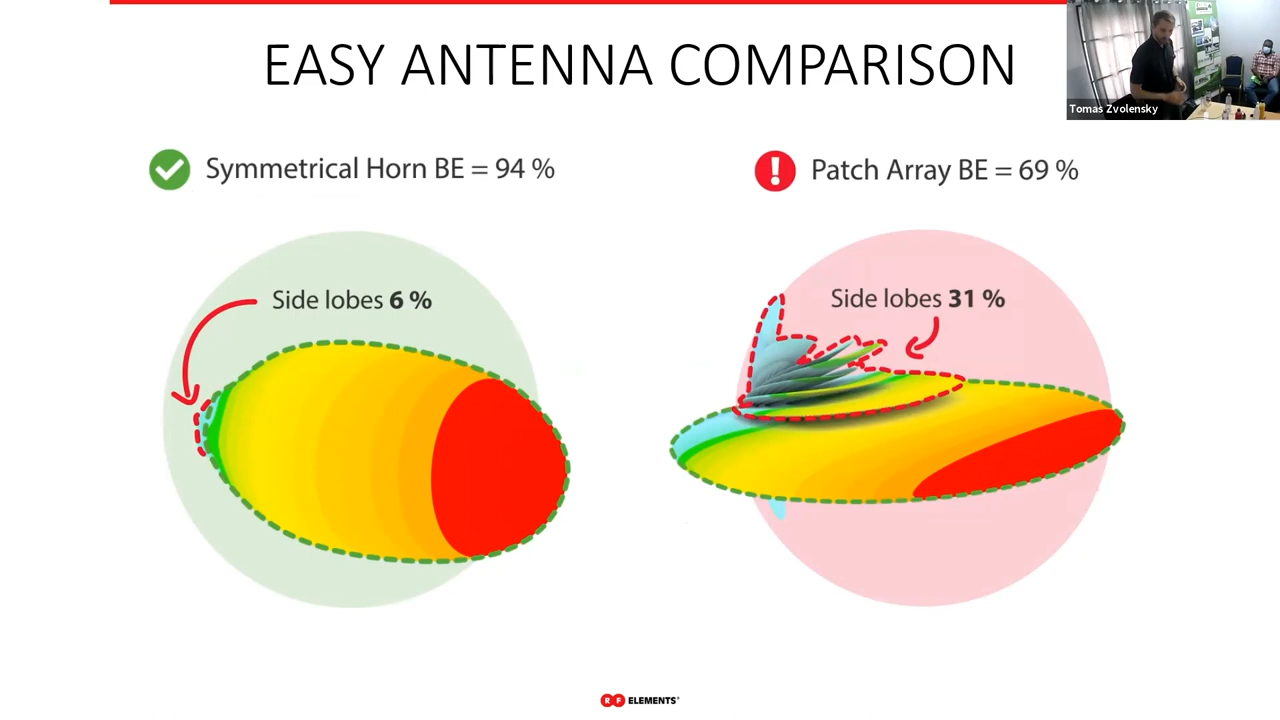 EASY ANTENNA COMPARISON
Tomas Zvolensky
Symmetrical Horn BE = 94 %
Patch Array BE = 69 %
Side lobes 6 %
Side lobes 31 %
RF ELEMENTS